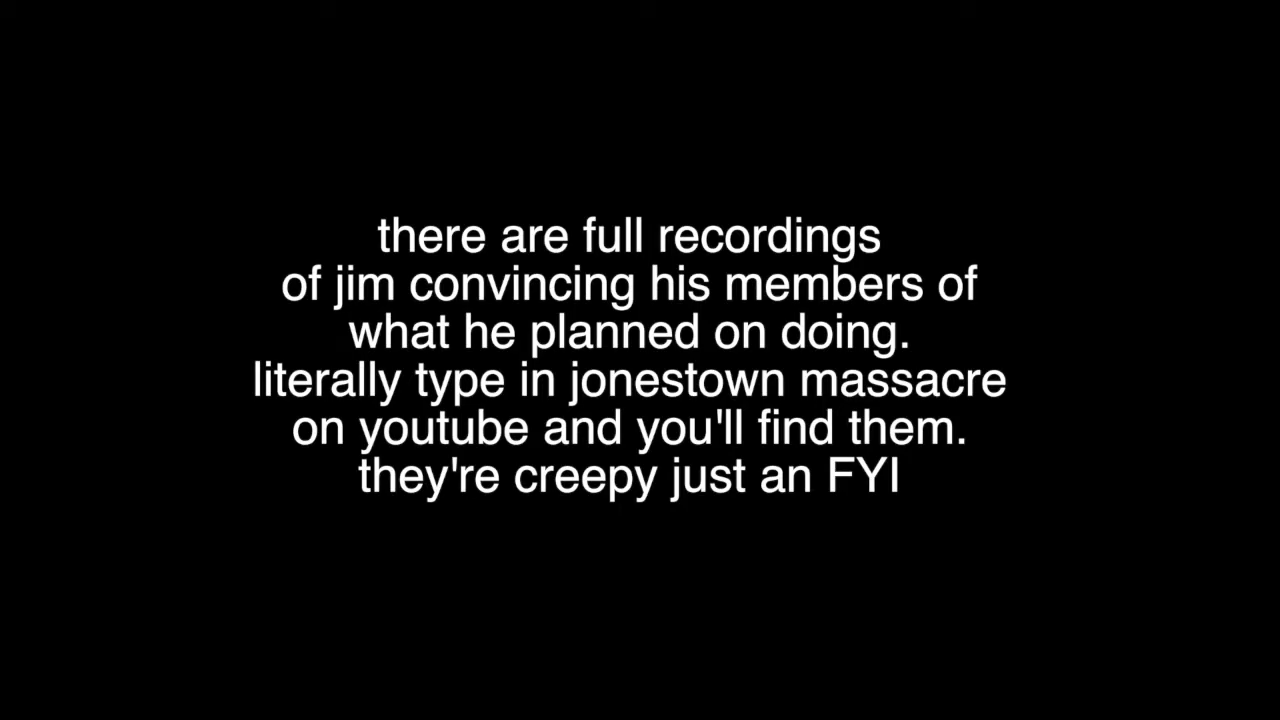 there are full recordings
of jim convincing his members of
what he planned on doing.
literally type in jonestown massacre
on youtube and you'll find them.
they're creepy just an FYI